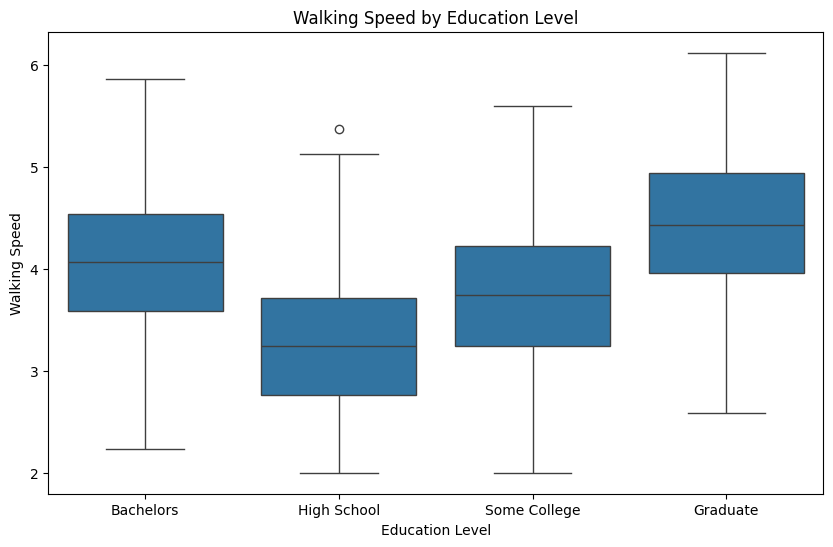 Walking Speed by Education Level
Walking Speed
6
5
4
3
2
Bachelors High School Some College Graduate
Education Level